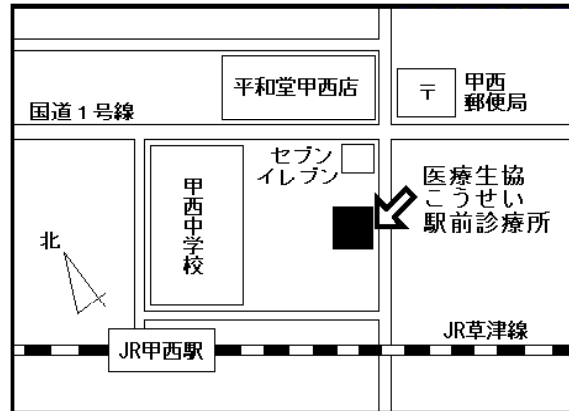 平和堂甲西店
〒
甲西
郵便局
国道1号線
セブン
イレブン
医療生協
こうせい
駅前診療所
甲西中学校
北
JR草津線
JR甲西駅